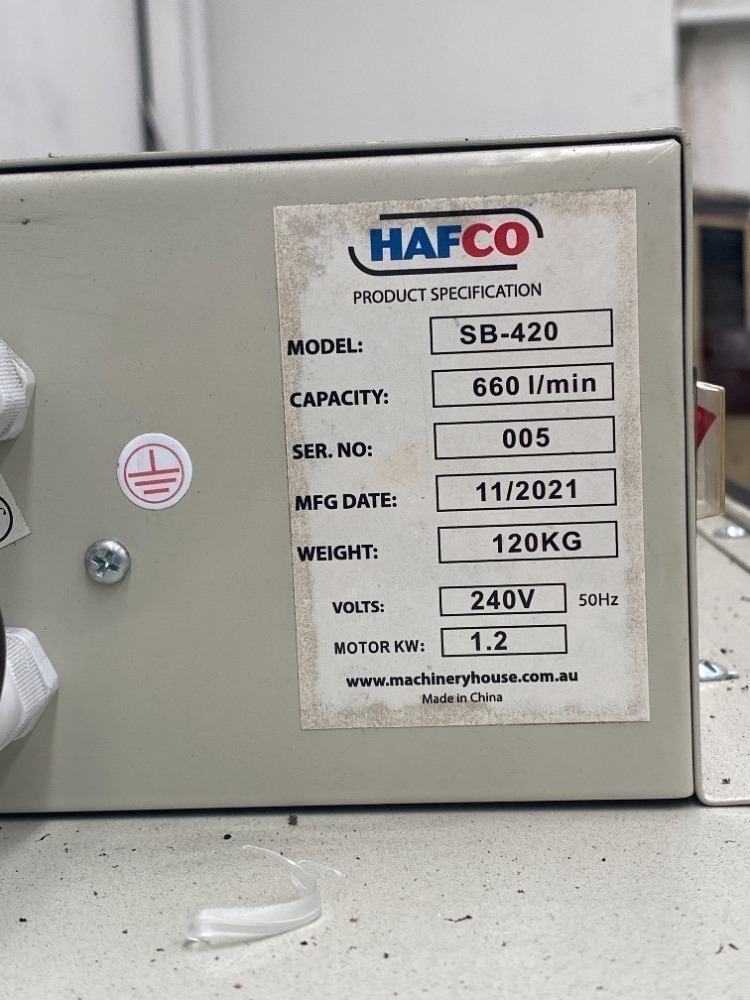 HAFCO
PRODUCT SPECIFICATION
MODEL: SB-420
CAPACITY: 660 l/min
SER. NO: 005
MFG DATE: 11/2021
WEIGHT: 120KG
VOLTS: 240V 50Hz
MOTOR KW: 1.2
www.machineryhouse.com.au
Made in China